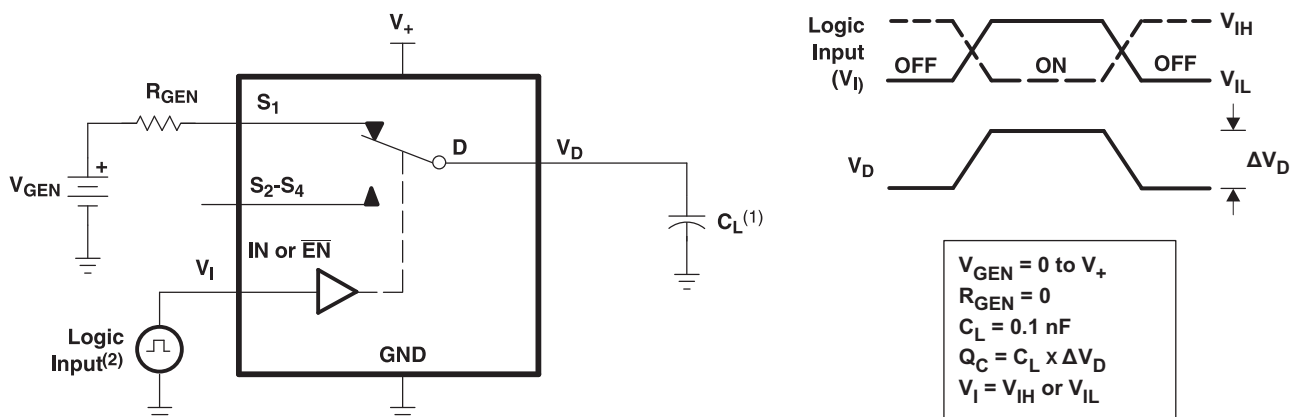 V+
RGEN
S1
D
VD
VGEN
+
S2-S4
CL(1)
IN or EN
VI
Logic
Input(2)
GND
Logic
Input
(VI)
OFF
ON
OFF
VIH
VIL
VD
ΔVD
VGEN = 0 to V+
RGEN = 0
CL = 0.1 nF
QC = CL x ΔVD
VI = VIH or VIL